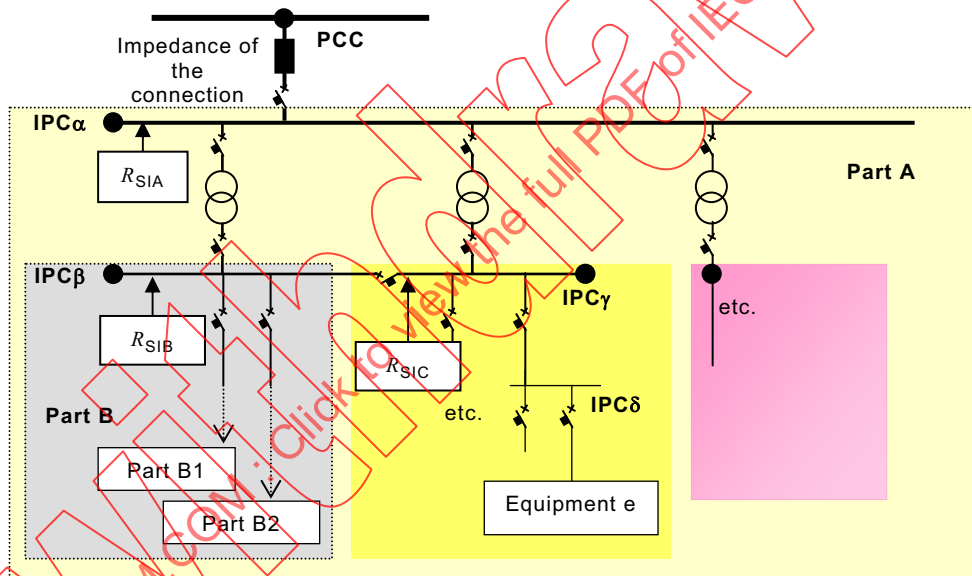 PCC
Impedance of
the
connection
IPCα
R_SIA
Part A
IPCβ
IPCγ
etc.
R_SIB
R_SIC
Part B
etc.
IPCδ
Part B1
Part B2
Equipment e
.COM : Click to view the full PDF of IEC